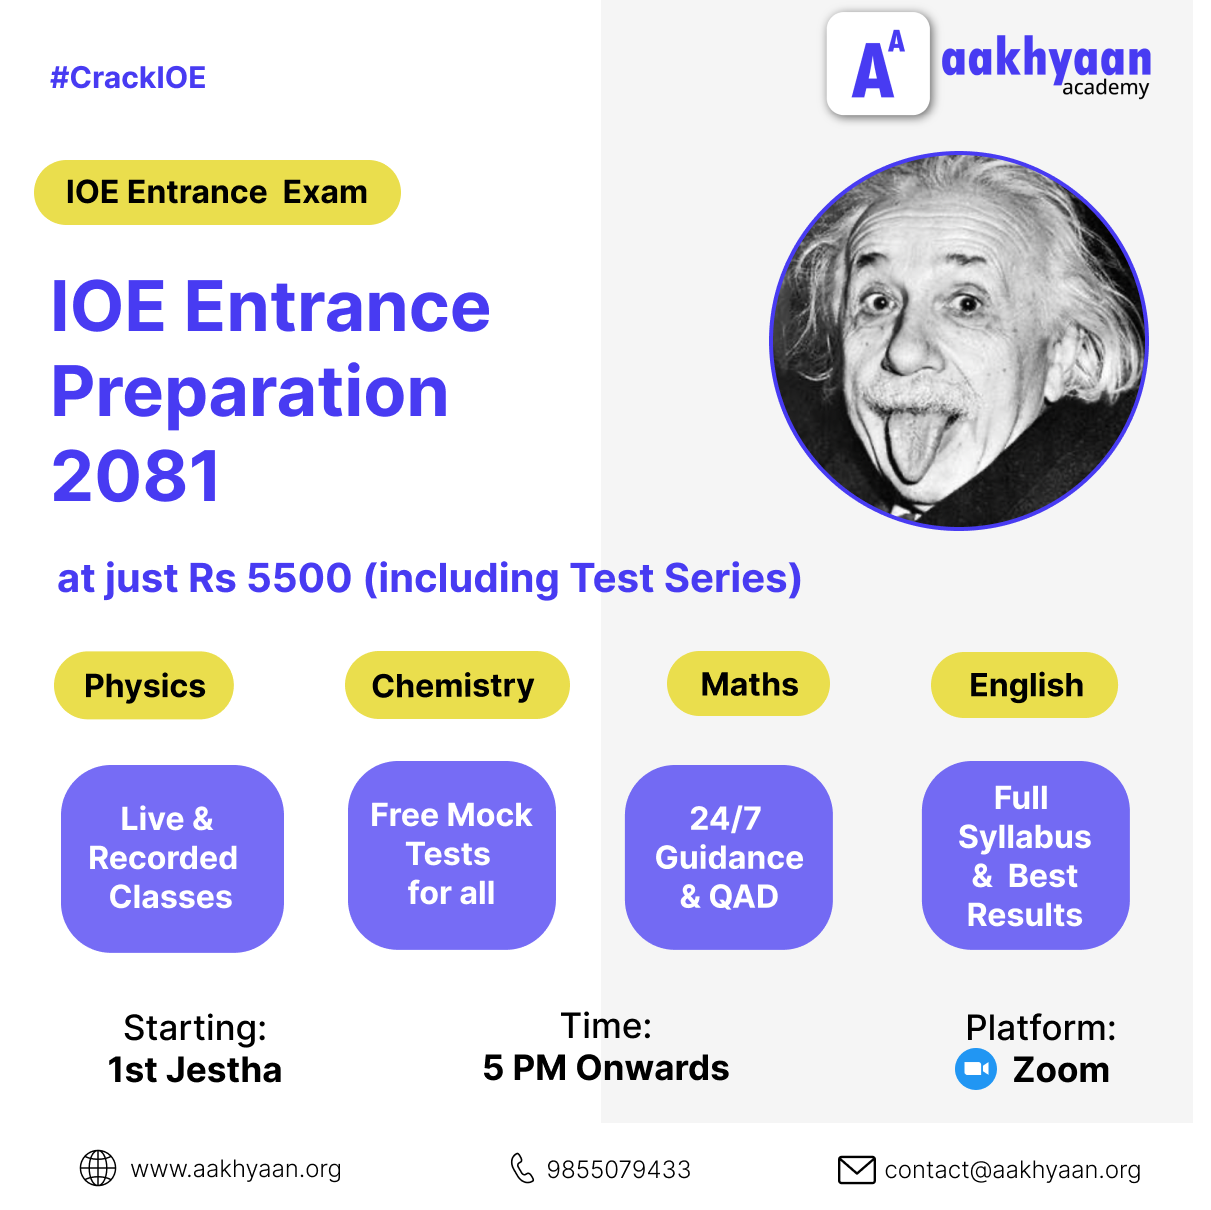 #CrackIOE
A A
aakhyaan
academy
IOE Entrance Exam
IOE Entrance
Preparation
2081
at just Rs 5500 (including Test Series)
Physics
Chemistry
Maths
English
Live &
Recorded
Classes
Free Mock
Tests
for all
24/7
Guidance
& QAD
Full
Syllabus
& Best
Results
Starting:
1st Jestha
Time:
5 PM Onwards
Platform:
Zoom
www.aakhyaan.org
9855079433
contact@aakhyaan.org